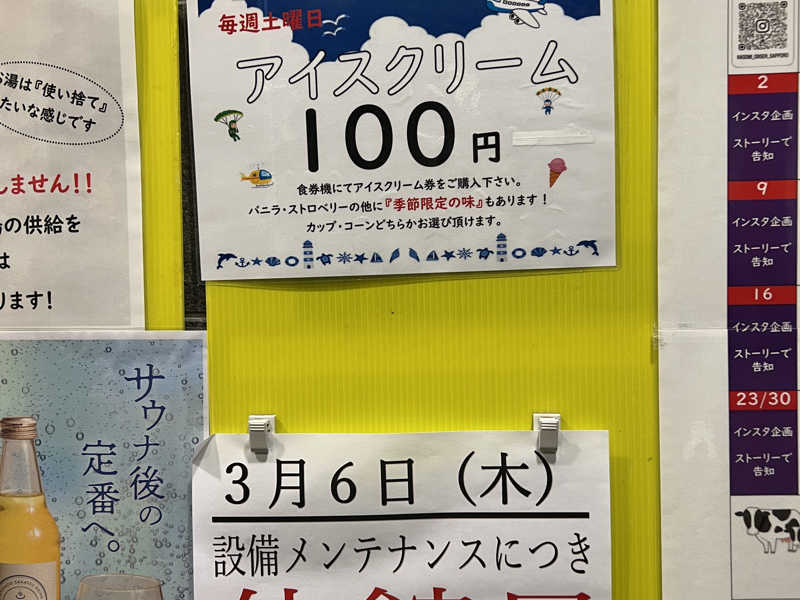 毎週土曜日
アイスクリーム
100円
食券機にてアイスクリーム券をご購入下さい。
バニラ・ストロベリーの他に『季節限定の味』もあります！
カップ・コーンどちらかお選び頂けます。
お湯は『使い捨て』
たいな感じです
しません!!
の供給を
は
ります!
サウナ後の
定番へ。
3月6日（木）
設備メンテナンスにつき
2
インスタ企画
ストーリーで
告知
9
インスタ企画
ストーリーで
告知
16
インスタ企画
ストーリーで
告知
23/30
インスタ企画
ストーリーで
告知